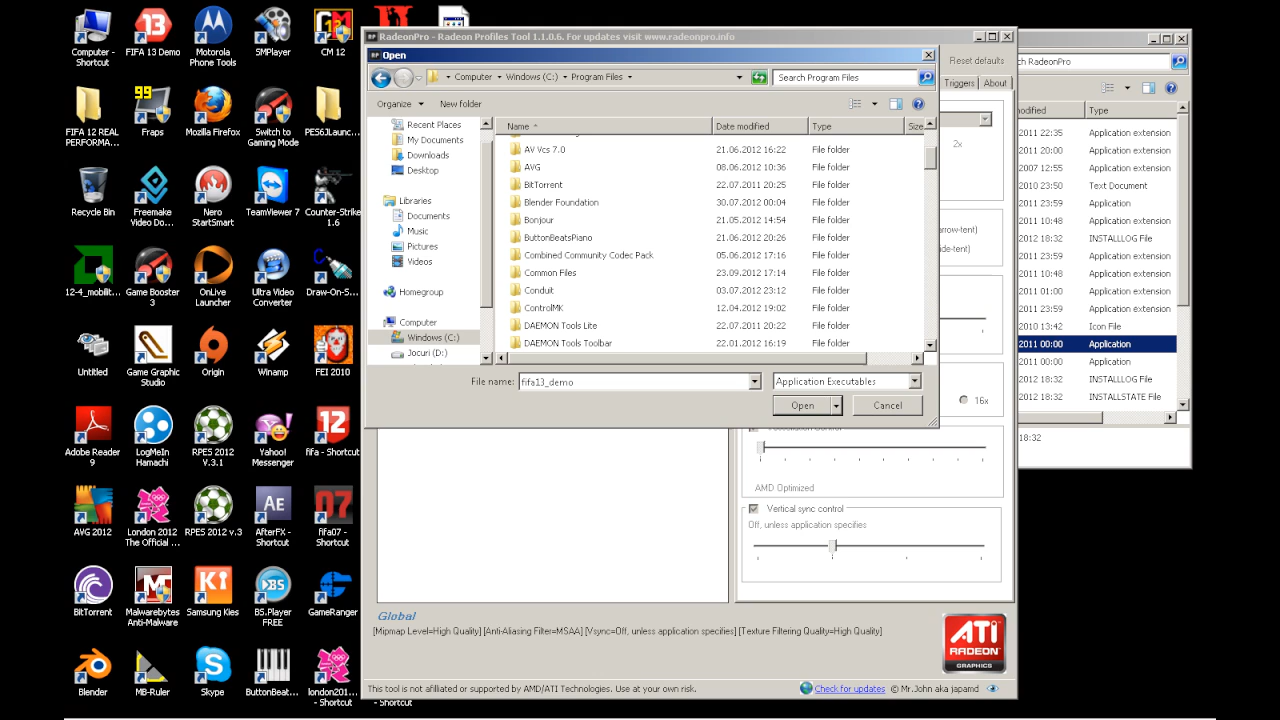 Computer - Shortcut
FIFA 13 Demo
Motorola Phone Tools
SMPlayer
CM 12
FIFA 12 REAL PERFORMA...
99
Fraps
Mozilla Firefox
Switch to Gaming Mode
PES6JLaunc...
Recycle Bin
Freemake Video Do...
Nero StartSmart
TeamViewer 7
Counter-Strike 1.6
12-4_mobilit...
Game Booster 3
OnLive Launcher
Ultra Video Converter
Draw-On-S...
Untitled
Game Graphic Studio
Origin
Winamp
FEI 2010
Adobe Reader 9
LogMeIn Hamachi
RPES 2012 V.3.1
Yahoo! Messenger
fifa - Shortcut
AVG 2012
London 2012 The Official ...
RPES 2012 v.3
AfterFX - Shortcut
fifa07 - Shortcut
BitTorrent
Malwarebytes Anti-Malware
Samsung Kies
BS.Player FREE
GameRanger
Blender
MB-Ruler
Skype
ButtonBeat...
london201... - Shortcut
- Shortcut
RadeonPro - Radeon Profiles Tool 1.1.0.6. For updates visit www.radeonpro.info
Open
Computer Windows (C:) Program Files
Search Program Files
Organize New folder
Recent Places
My Documents
Downloads
Desktop
Libraries
Documents
Music
Pictures
Videos
Homegroup
Computer
Windows (C:)
Jocuri (D:)
Name Date modified Type Size
AV Vcs 7.0 21.06.2012 16:22 File folder
AVG 08.06.2012 10:36 File folder
BitTorrent 22.07.2011 20:25 File folder
Blender Foundation 30.07.2012 00:04 File folder
Bonjour 21.05.2012 14:54 File folder
ButtonBeatsPiano 21.06.2012 20:26 File folder
Combined Community Codec Pack 05.06.2012 17:16 File folder
Common Files 23.09.2012 17:14 File folder
Conduit 03.07.2012 23:12 File folder
ControlMK 12.04.2012 19:02 File folder
DAEMON Tools Lite 22.07.2011 20:22 File folder
DAEMON Tools Toolbar 22.01.2012 16:19 File folder
File name: fifa13_demo Application Executables
Open Cancel
Reset defaults
Triggers About
2x
arrow-tent)
ide-tent)
16x
AMD Optimized
Vertical sync control
Off, unless application specifies
Global
[Mipmap Level=High Quality] [Anti-Aliasing Filter=MSAA] [Vsync=Off, unless application specifies] [Texture Filtering Quality=High Quality]
ATI RADEON GRAPHICS
This tool is not affiliated or supported by AMD/ATI Technologies. Use at your own risk.
Check for updates © Mr.John aka japamd
ch RadeonPro
odified Type
2011 22:35 Application extension
2011 20:00 Application extension
2007 12:55 Application extension
2010 23:50 Text Document
2011 23:59 Application
2011 10:48 Application extension
2012 18:32 INSTALLLOG File
2011 23:59 Application
2011 10:48 Application extension
2011 01:00 Application extension
2011 23:59 Application extension
2010 13:42 Icon File
2011 00:00 Application
2011 00:00 Application
2012 18:32 INSTALLLOG File
2012 18:32 INSTALLSTATE File
18:32